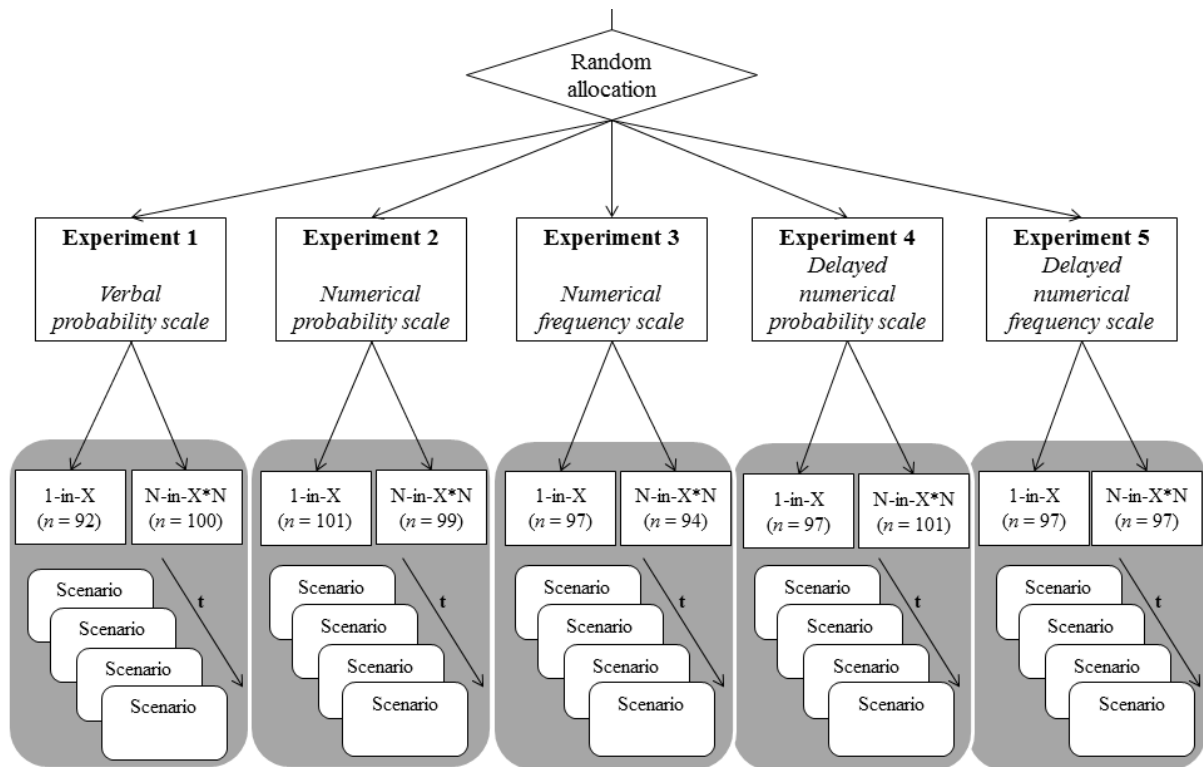 Random
allocation
Experiment 1
Verbal
probability scale
Experiment 2
Numerical
probability scale
Experiment 3
Numerical
frequency scale
Experiment 4
Delayed
numerical
probability scale
Experiment 5
Delayed
numerical
frequency scale
1-in-X
(n = 92)
N-in-X*N
(n = 100)
1-in-X
(n = 101)
N-in-X*N
(n = 99)
1-in-X
(n = 97)
N-in-X*N
(n = 94)
1-in-X
(n = 97)
N-in-X*N
(n = 101)
1-in-X
(n = 97)
N-in-X*N
(n = 97)
Scenario
Scenario
Scenario
Scenario
t
Scenario
Scenario
Scenario
Scenario
t
Scenario
Scenario
Scenario
Scenario
t
Scenario
Scenario
Scenario
Scenario
t
Scenario
Scenario
Scenario
Scenario
t